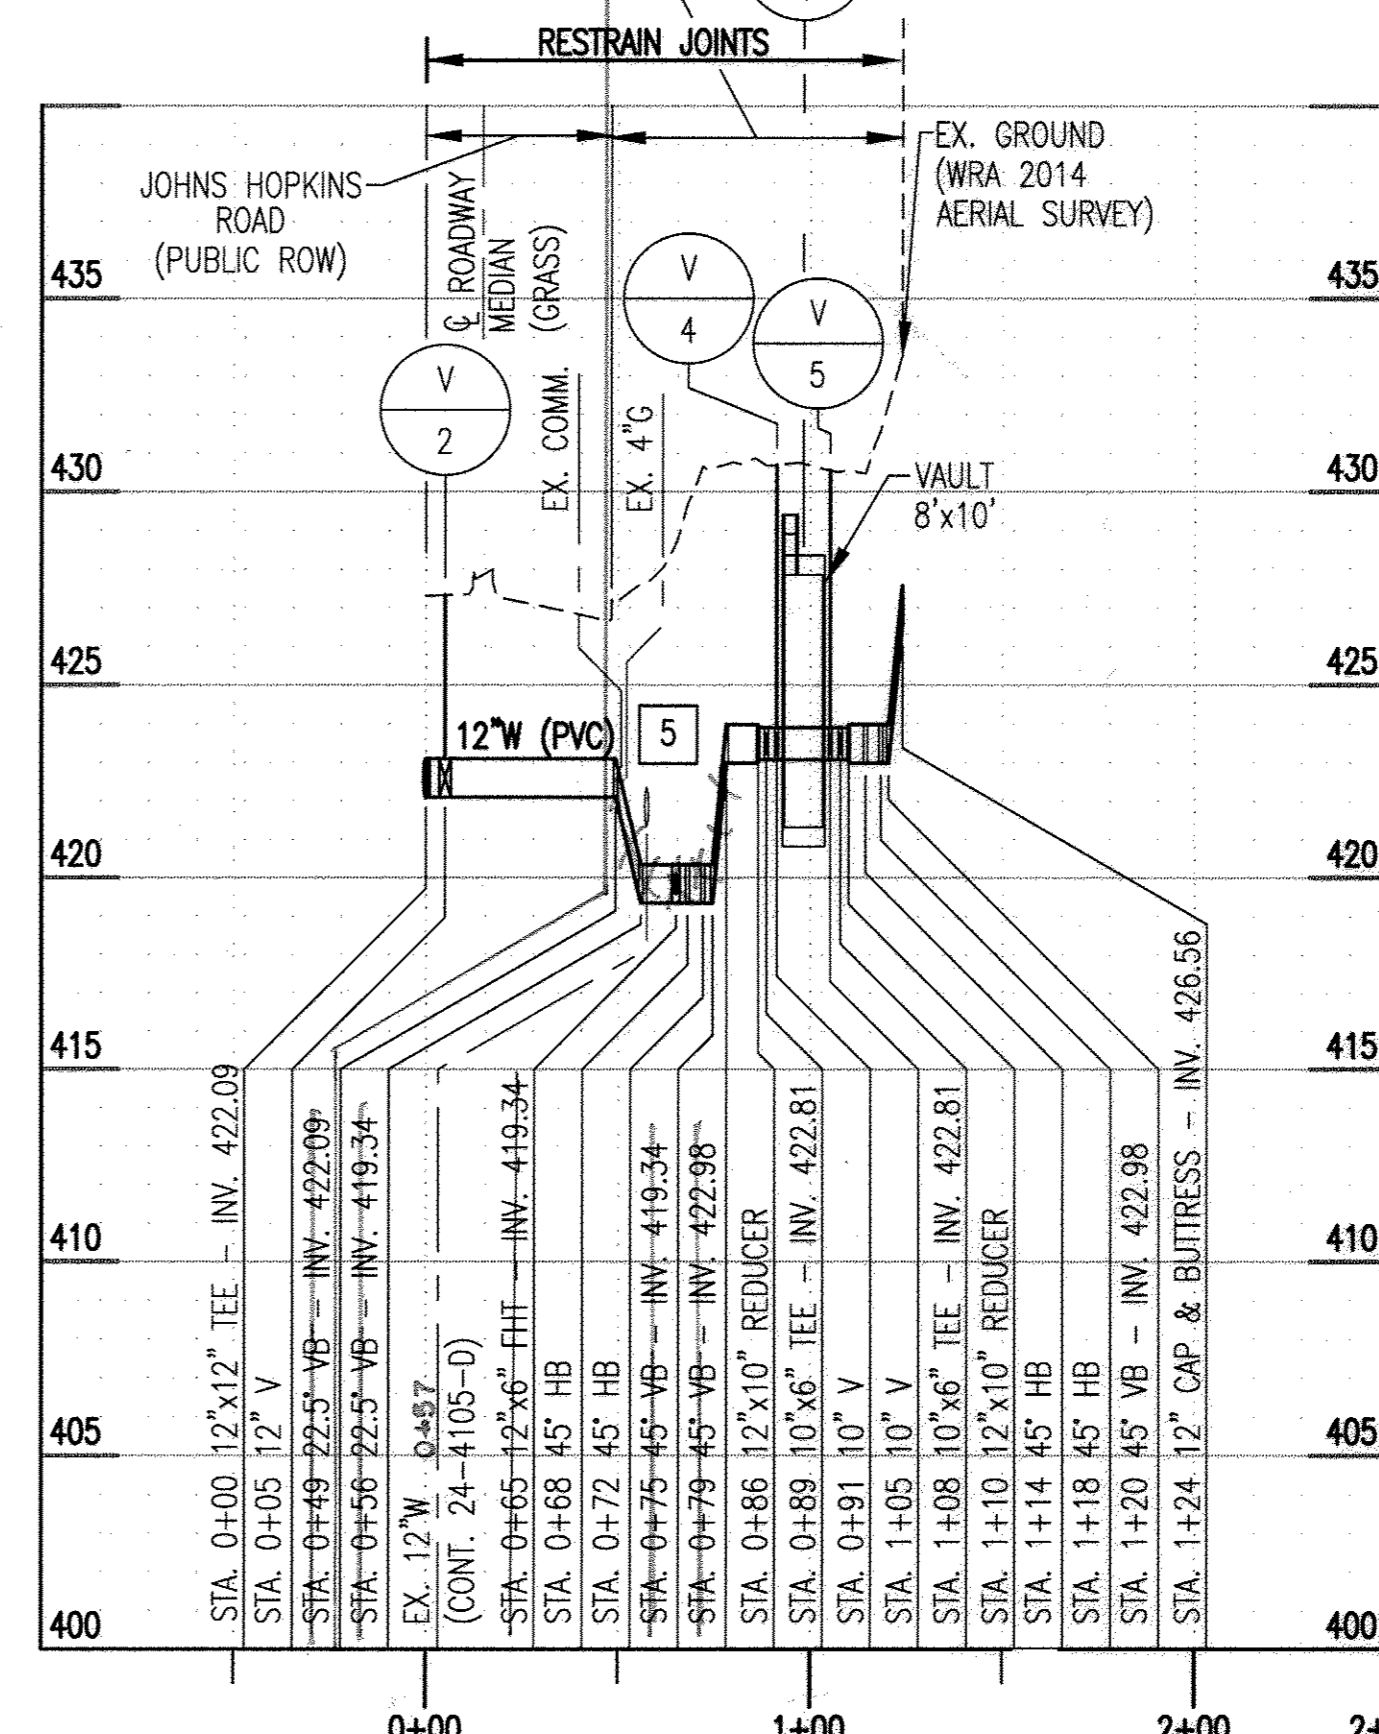 RESTRAIN JOINTS
JOHNS HOPKINS
ROAD
(PUBLIC ROW)
℄ ROADWAY
MEDIAN
(GRASS)
EX. GROUND
(WRA 2014
AERIAL SURVEY)
V
4
V
5
V
2
EX. COMM.
EX. 4"G
VAULT
8'x10'
12"W (PVC)
5
435
430
425
420
415
410
405
400
435
430
425
420
415
410
405
400
STA. 0+00 12"x12" TEE - INV. 422.09
STA. 0+05 12" V
STA. 0+49 22.5° VB - INV. 422.09
STA. 0+56 22.5° VB - INV. 419.34
EX. 12"W
(CONT. 24-4105-D)
STA. 0+65 12"x6" FHT - INV. 419.34
STA. 0+68 45° HB
STA. 0+72 45° HB
STA. 0+75 45° VB - INV. 419.34
STA. 0+79 45° VB - INV. 422.98
STA. 0+86 12"x10" REDUCER
STA. 0+89 10"x6" TEE - INV. 422.81
STA. 0+91 10" V
STA. 1+05 10" V
STA. 1+08 10"x6" TEE - INV. 422.81
STA. 1+10 12"x10" REDUCER
STA. 1+14 45° HB
STA. 1+18 45° HB
STA. 1+20 45° VB - INV. 422.98
STA. 1+24 12" CAP & BUTTRESS - INV. 426.56
0+00
1+00
2+00